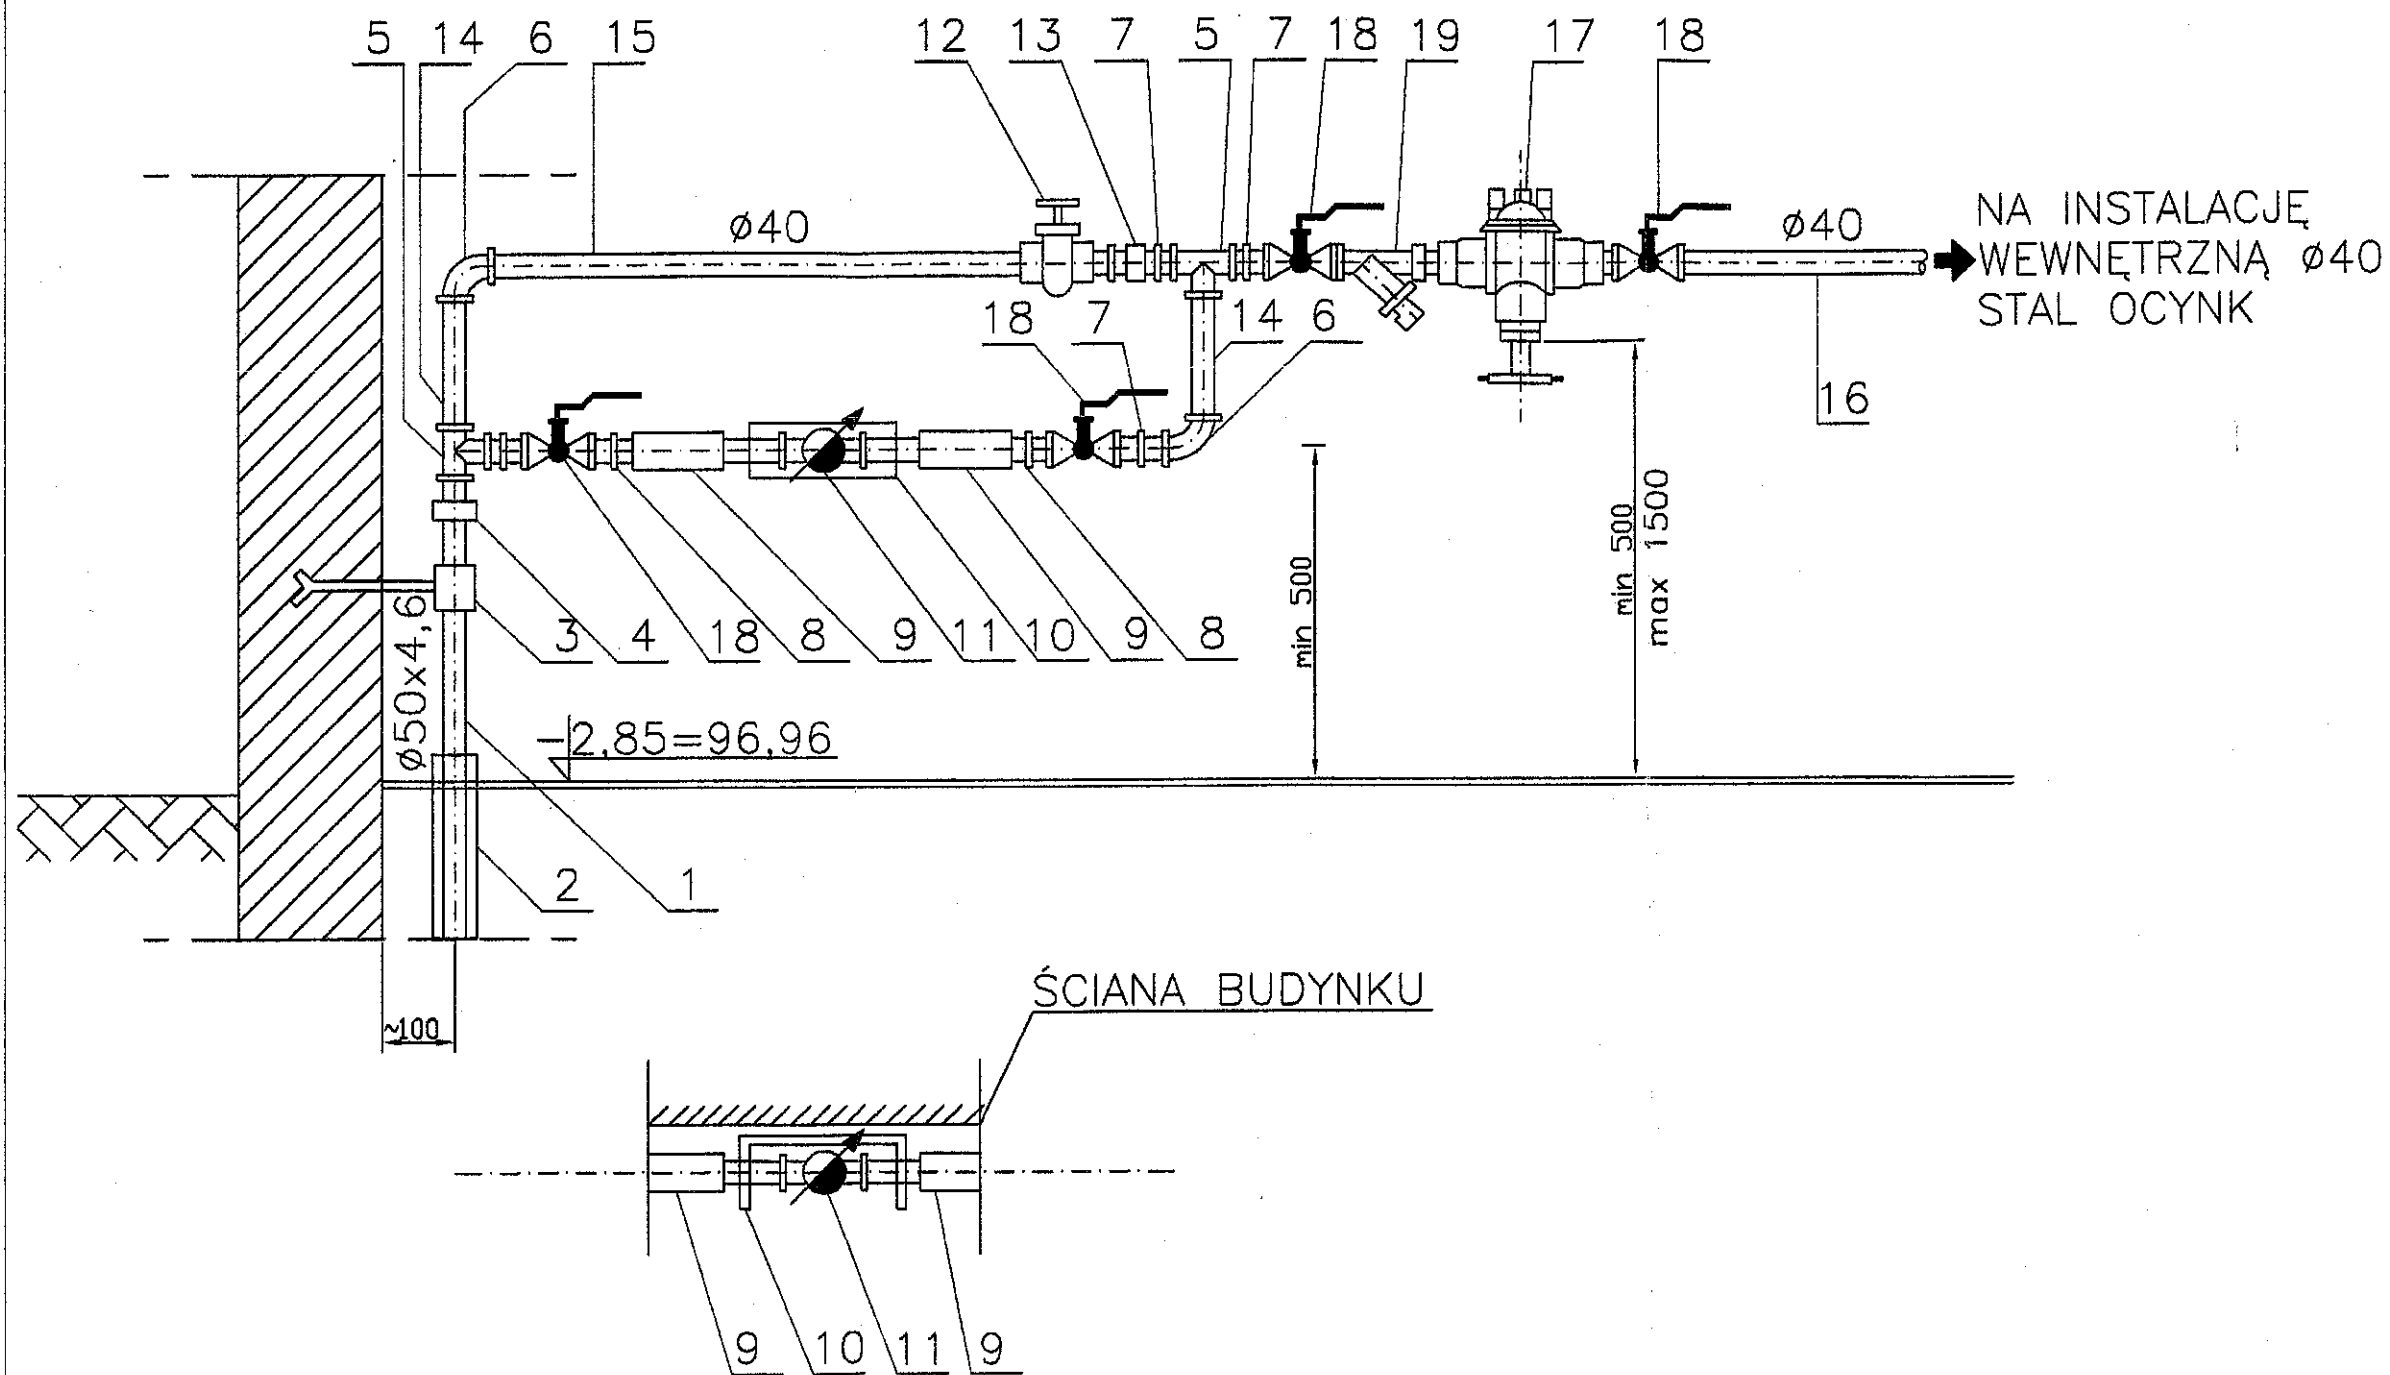 5 14 6 15 12 13 7 5 7 18 19 17 18
ø40
ø40
NA INSTALACJĘ
WEWNĘTRZNĄ ø40
STAL OCYNK
18 7 14 6
16
min 500
min 500
max 1500
ø50x4,6
3 4 18 8 9 11 10 9 8
-2,85=96,96
2 1
~100
ŚCIANA BUDYNKU
9 10 11 9